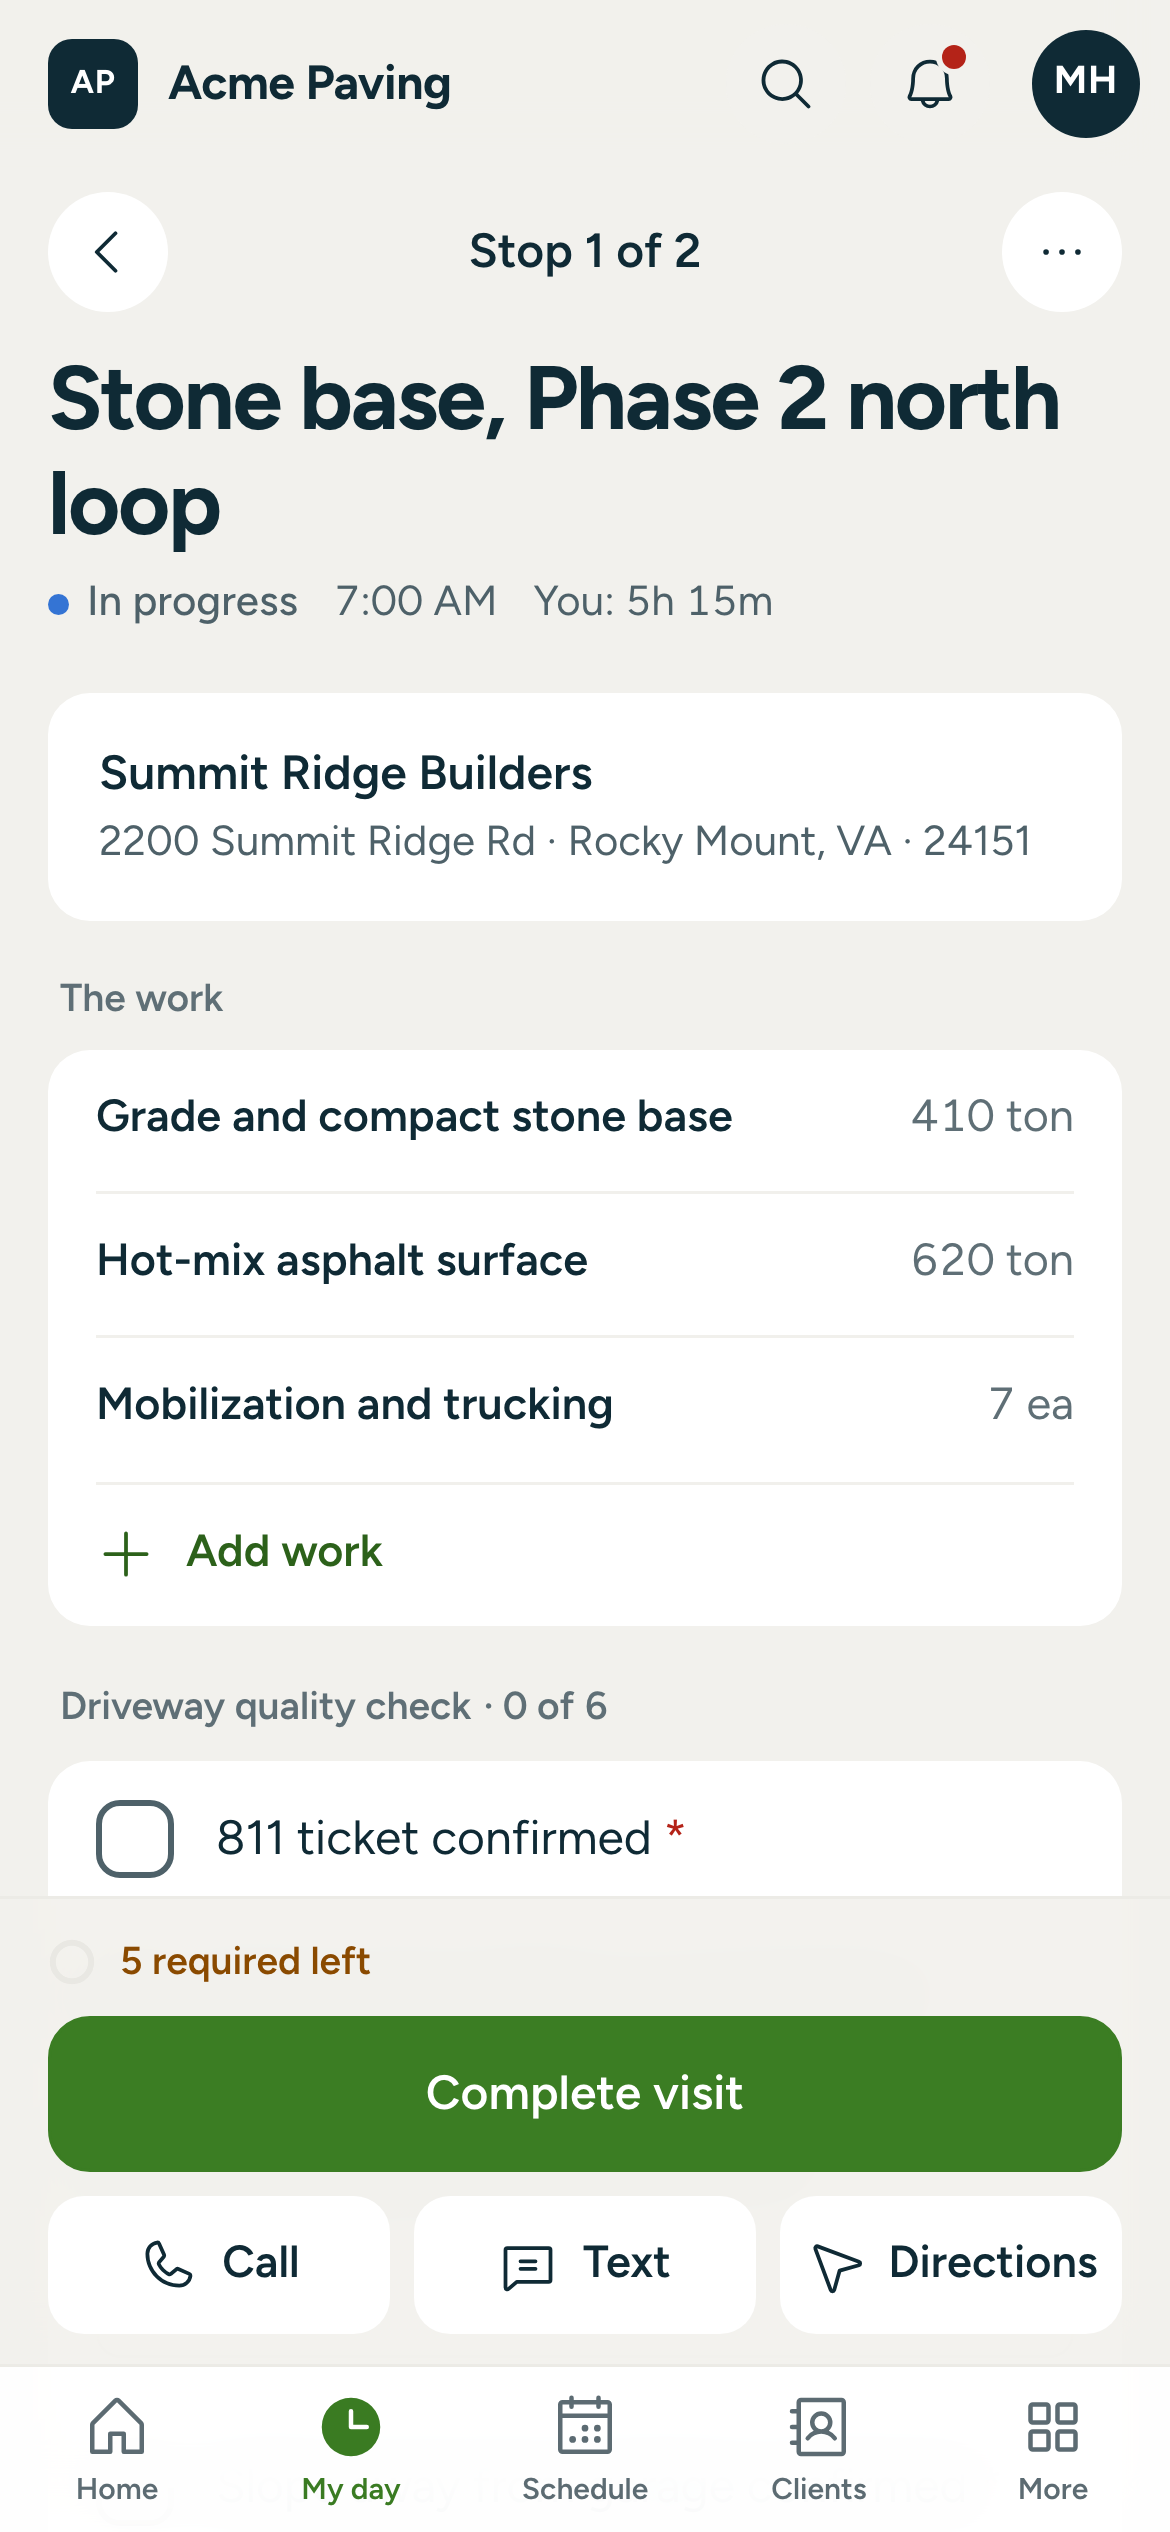 AP Acme Paving MH
Stop 1 of 2
Stone base, Phase 2 north
loop
In progress 7:00 AM You: 5h 15m
Summit Ridge Builders
2200 Summit Ridge Rd · Rocky Mount, VA · 24151
The work
Grade and compact stone base 410 ton
Hot-mix asphalt surface 620 ton
Mobilization and trucking 7 ea
Add work
Driveway quality check · 0 of 6
811 ticket confirmed *
5 required left
Complete visit
Call Text Directions
Home My day Schedule Clients More